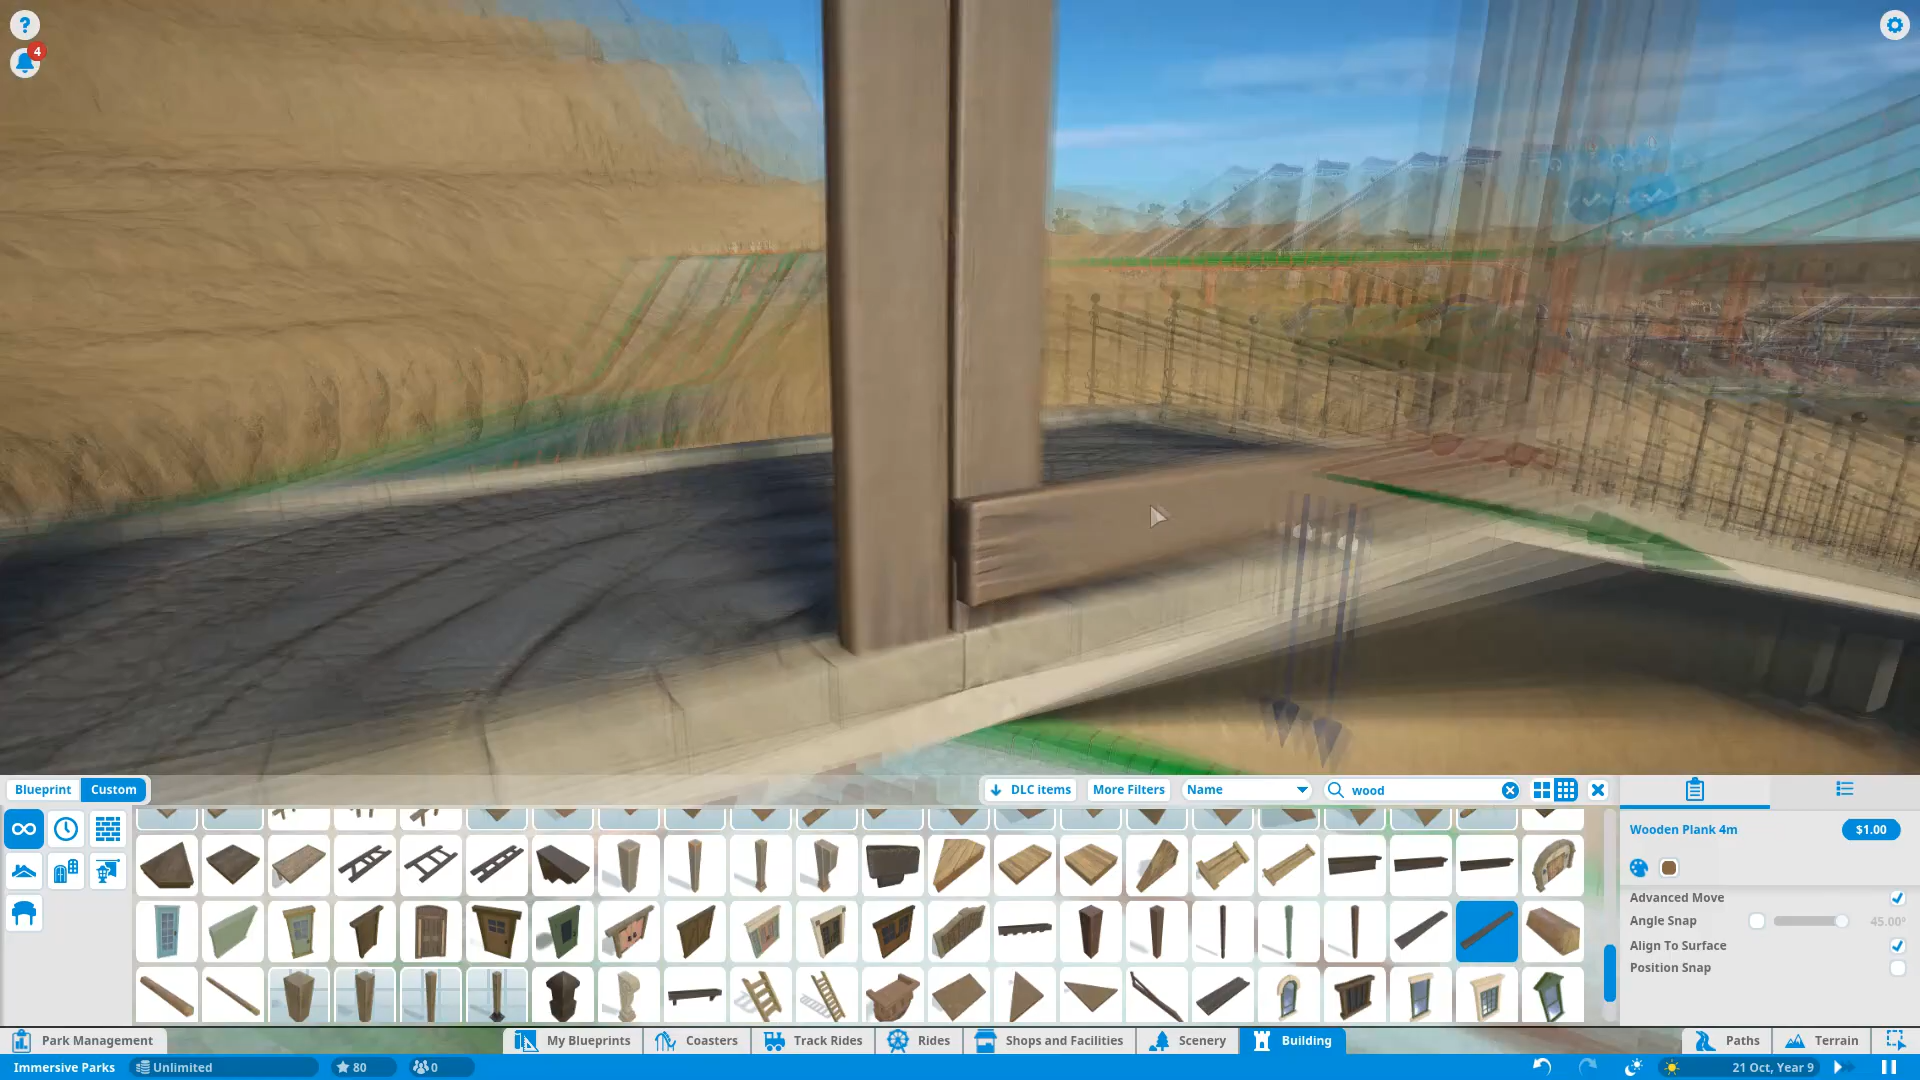 ?
4
Blueprint
Custom
DLC items
More Filters
Name
wood
Wooden Plank 4m
$1.00
Advanced Move
Angle Snap
45.00°
Align To Surface
Position Snap
Park Management
My Blueprints
Coasters
Track Rides
Rides
Shops and Facilities
Scenery
Building
Paths
Terrain
Immersive Parks
Unlimited
80
0
21 Oct, Year 9